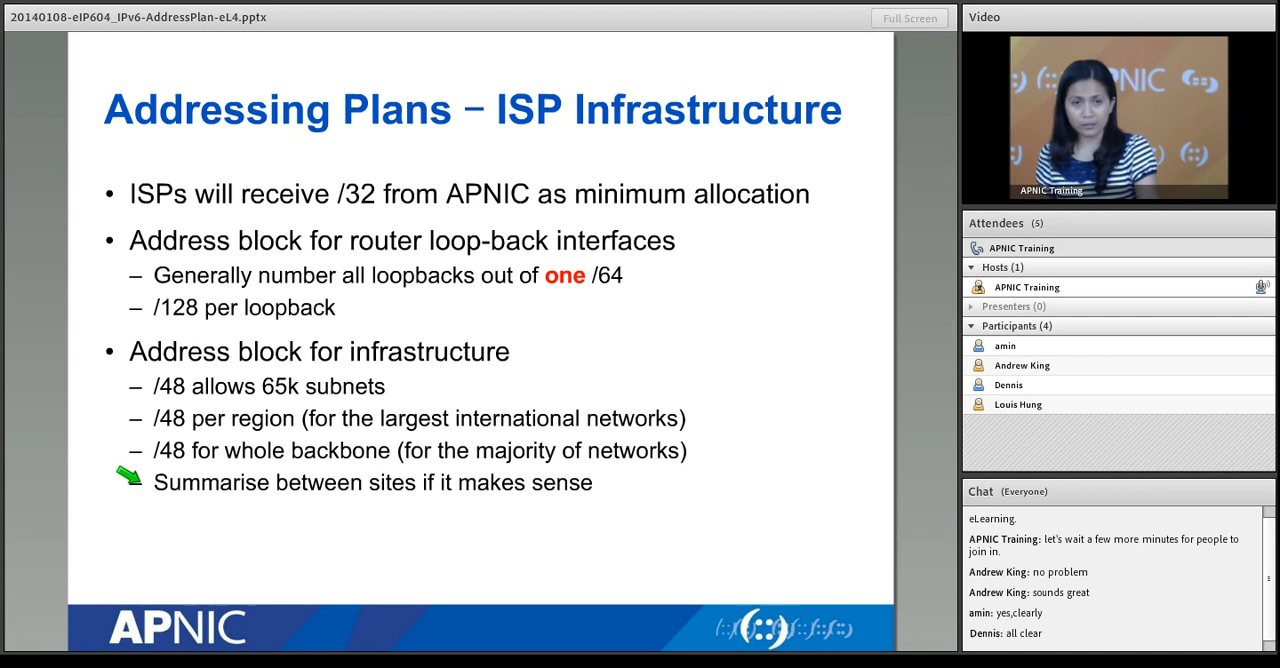 20140108-eIP604_IPv6-AddressPlan-eL4.pptx
Full Screen
Addressing Plans – ISP Infrastructure
• ISPs will receive /32 from APNIC as minimum allocation
• Address block for router loop-back interfaces
– Generally number all loopbacks out of one /64
– /128 per loopback
• Address block for infrastructure
– /48 allows 65k subnets
– /48 per region (for the largest international networks)
– /48 for whole backbone (for the majority of networks)
– Summarise between sites if it makes sense
APNIC
Video
APNIC
APNIC Training
Attendees (5)
APNIC Training
Hosts (1)
APNIC Training
Presenters (0)
Participants (4)
amin
Andrew King
Dennis
Louis Hung
Chat (Everyone)
eLearning.
APNIC Training: let's wait a few more minutes for people to
join in.
Andrew King: no problem
Andrew King: sounds great
amin: yes,clearly
Dennis: all clear